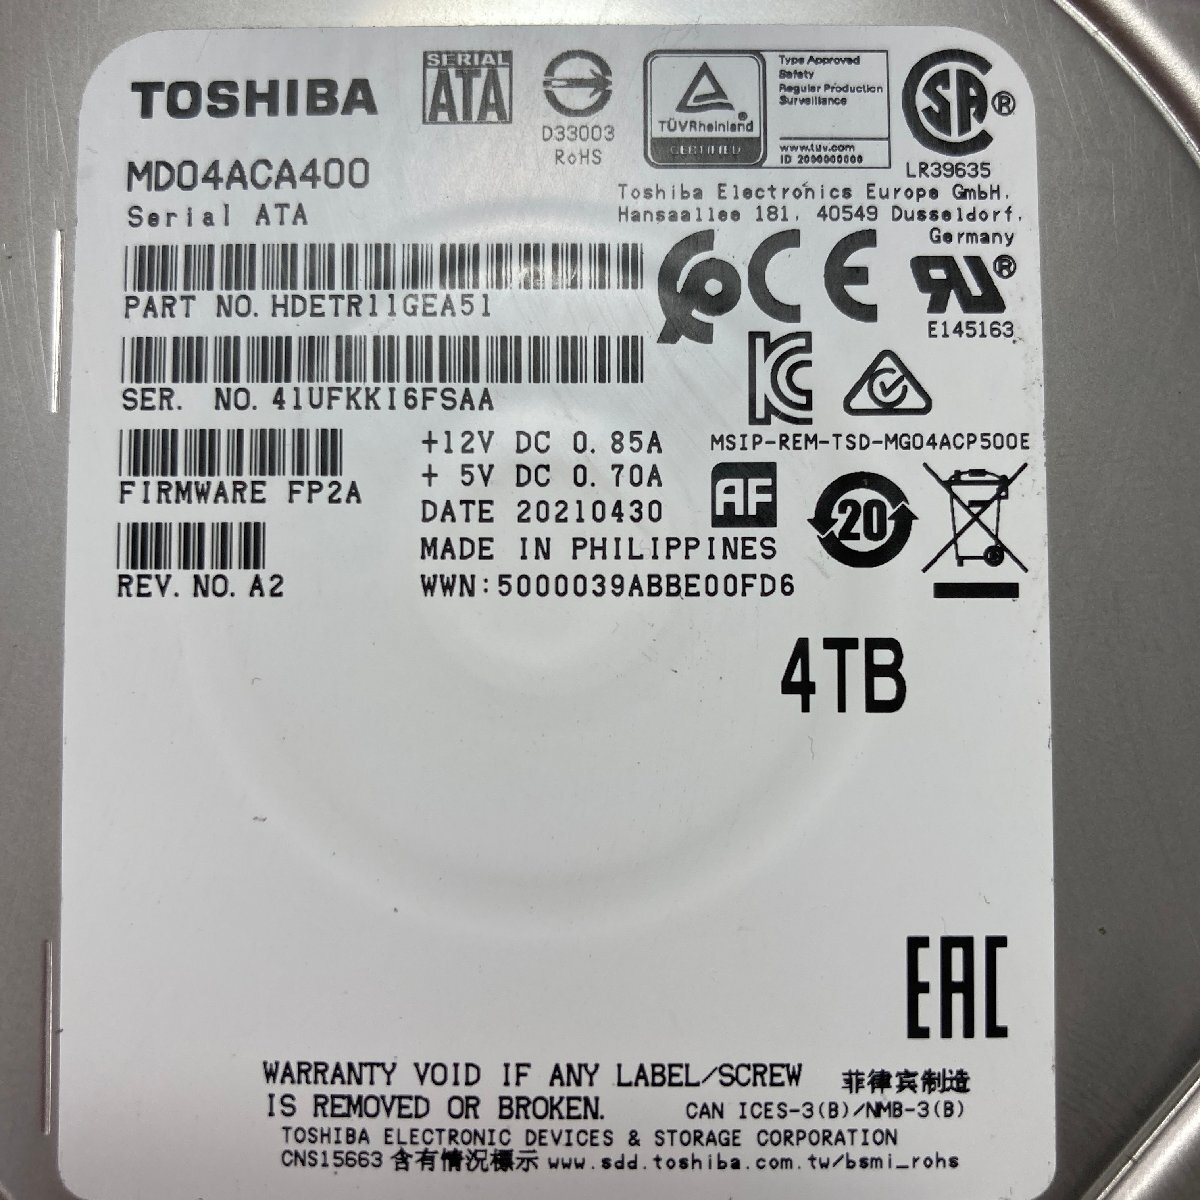 TOSHIBA
SERIAL
ATA
D33003
RoHS
TÜVRheinland®
CERTIFIED
Type Approved
Safety
Regular Production
Surveillance
www.tuv.com
ID 2000000000
SA®
LR39635
MD04ACA400
Serial ATA
Toshiba Electronics Europe GmbH.
Hansaallee 181, 40549 Dusseldorf,
Germany
PART NO. HDETR11GEA51
CE
RU®
E145163
SER. NO. 41UFKKI6FSAA
KC
MSIP-REM-TSD-MG04ACP500E
FIRMWARE FP2A
REV. NO. A2
+12V DC 0.85A
+ 5V DC 0.70A
DATE 20210430
MADE IN PHILIPPINES
WWN:5000039ABBE00FD6
AF
20
4TB
EAC
WARRANTY VOID IF ANY LABEL/SCREW
IS REMOVED OR BROKEN.
菲律宾制造
CAN ICES-3(B)/NMB-3(B)
TOSHIBA ELECTRONIC DEVICES & STORAGE CORPORATION
CNS15663 含有情況標示 www.sdd.toshiba.com.tw/bsmi_rohs